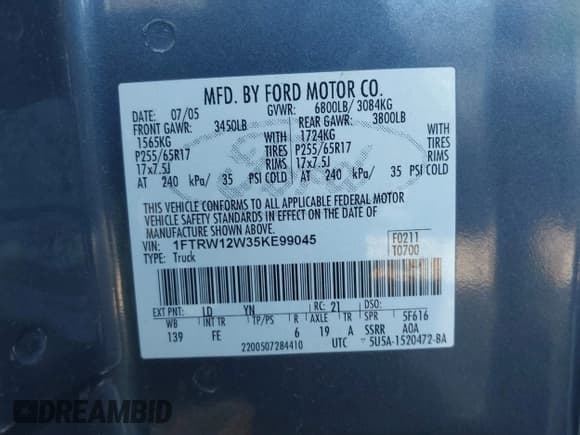 MFD. BY FORD MOTOR CO.
DATE: 07/05 GVWR: 6800LB/ 3084KG
FRONT GAWR: 3450LB REAR GAWR: 3800LB
1565KG WITH 1724KG WITH
P255/65R17 TIRES P255/65R17 TIRES
17x7.5J RIMS 17x7.5J RIMS
AT 240 kPa/ 35 PSI COLD AT 240 kPa/ 35 PSI COLD
THIS VEHICLE CONFORMS TO ALL APPLICABLE FEDERAL MOTOR
VEHICLE SAFETY STANDARDS IN EFFECT ON THE DATE OF
MANUFACTURE SHOWN ABOVE.
VIN: 1FTRW12W35KE99045 F0211
TYPE: Truck T0700
EXT PNT: LD YN RC: 21 DSO:
WB INT TR TP/PS R AXLE TR SPR 5F616
139 FE 6 19 A SSRR A0A
2200507284410 UTC 5U5A-1520472-BA
DREAMBID